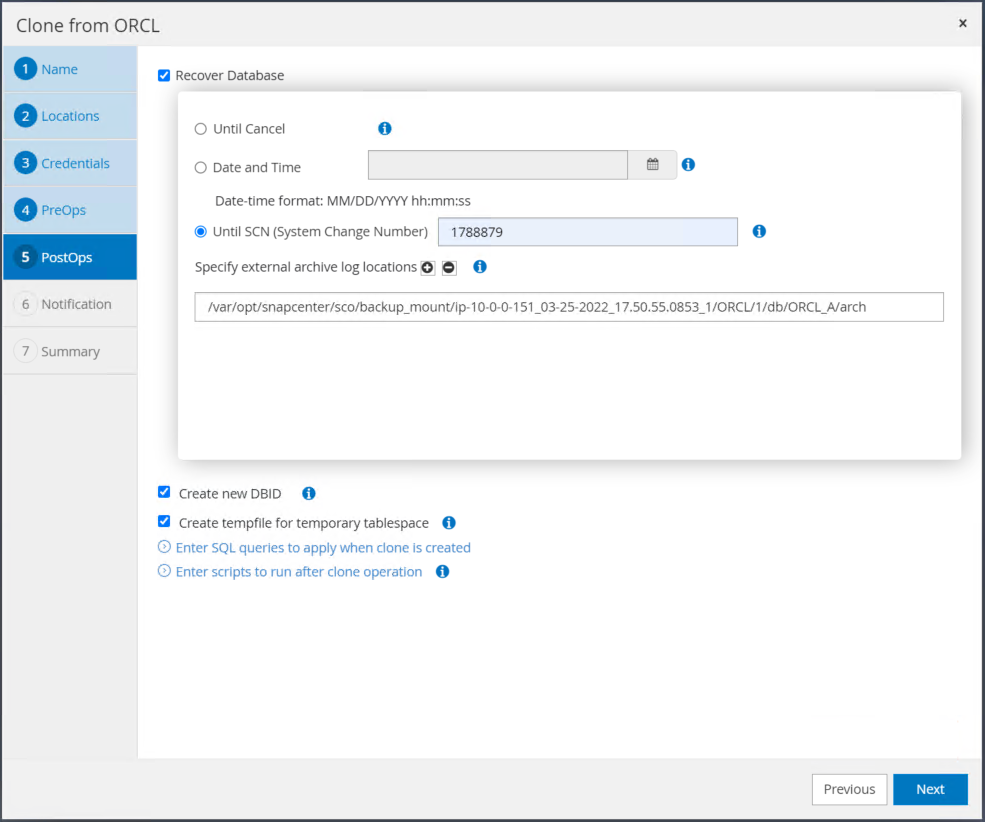 Clone from ORCL
×
1 Name
2 Locations
3 Credentials
4 PreOps
5 PostOps
6 Notification
7 Summary
Recover Database
Until Cancel
Date and Time
Date-time format: MM/DD/YYYY hh:mm:ss
Until SCN (System Change Number) 1788879
Specify external archive log locations
/var/opt/snapcenter/sco/backup_mount/ip-10-0-0-151_03-25-2022_17.50.55.0853_1/ORCL/1/db/ORCL_A/arch
Create new DBID
Create tempfile for temporary tablespace
Enter SQL queries to apply when clone is created
Enter scripts to run after clone operation
Previous Next